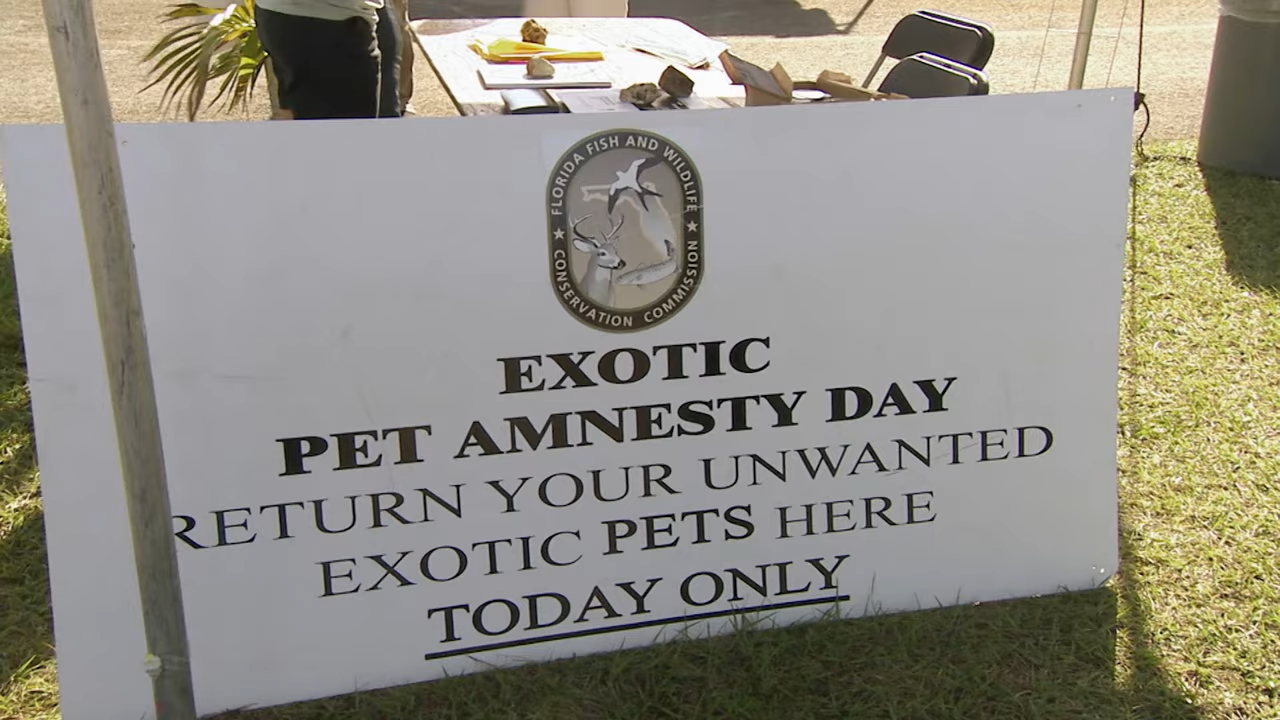 FLORIDA FISH AND WILDLIFE
CONSERVATION COMMISSION
EXOTIC
PET AMNESTY DAY
RETURN YOUR UNWANTED
EXOTIC PETS HERE
TODAY ONLY